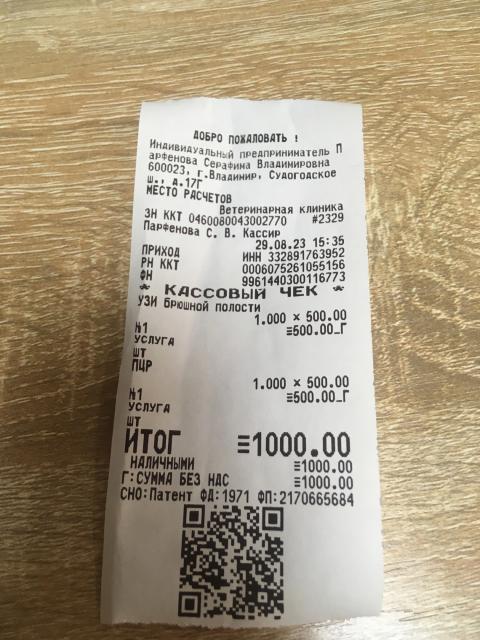 ДОБРО ПОЖАЛОВАТЬ !
Индивидуальный предприниматель П
арфенова Серафима Владимировна
600023, г.Владимир, Судогодское
ш., д.17Г
МЕСТО РАСЧЕТОВ
Ветеринарная клиника
ЗН ККТ 0460080043002770 #2329
Парфенова С. В. Кассир
29.08.23 15:35
ПРИХОД ИНН 332891763952
РН ККТ 0006075261055156
ФН 9961440300116773
* КАССОВЫЙ ЧЕК *
УЗИ брюшной полости
1.000 × 500.00
№1 ≡500.00_Г
УСЛУГА
ШТ
ПЦР
1.000 × 500.00
№1 ≡500.00_Г
УСЛУГА
ШТ
ИТОГ ≡1000.00
НАЛИЧНЫМИ ≡1000.00
Г:СУММА БЕЗ НДС ≡1000.00
СНО:Патент ФД:1971 ФП:2170665684